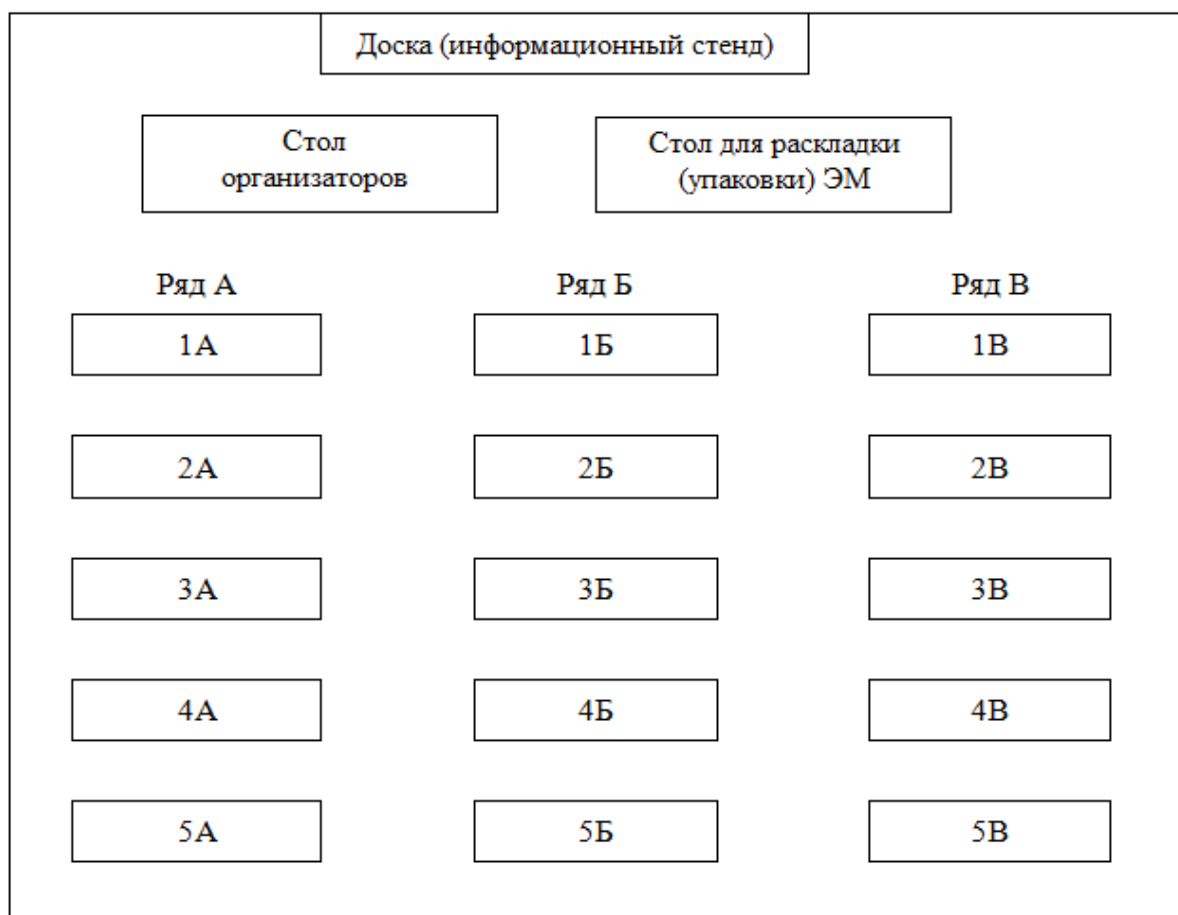 Доска (информационный стенд)
Стол
организаторов
Стол для раскладки
(упаковки) ЭМ
Ряд А
Ряд Б
Ряд В
1А
1Б
1В
2А
2Б
2В
3А
3Б
3В
4А
4Б
4В
5А
5Б
5В